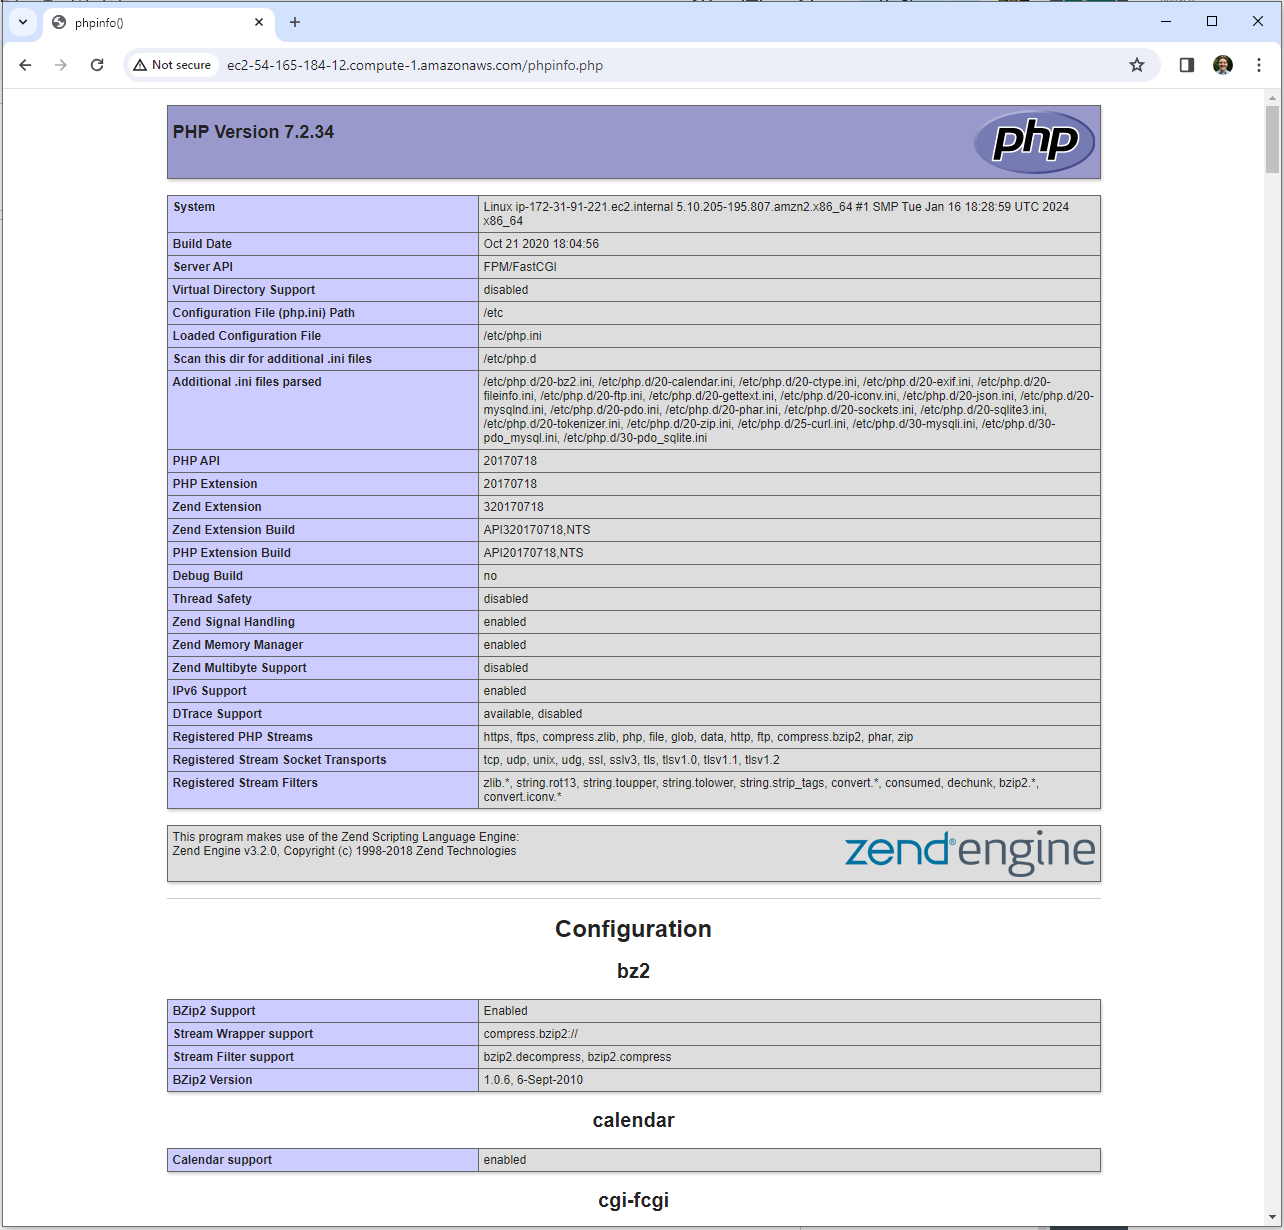 phpinfo()
Not secure
ec2-54-165-184-12.compute-1.amazonaws.com/phpinfo.php
PHP Version 7.2.34
php
System
Linux ip-172-31-91-221.ec2.internal 5.10.205-195.807.amzn2.x86_64 #1 SMP Tue Jan 16 18:28:59 UTC 2024
x86_64
Build Date
Oct 21 2020 18:04:56
Server API
FPM/FastCGI
Virtual Directory Support
disabled
Configuration File (php.ini) Path
/etc
Loaded Configuration File
/etc/php.ini
Scan this dir for additional .ini files
/etc/php.d
Additional .ini files parsed
/etc/php.d/20-bz2.ini, /etc/php.d/20-calendar.ini, /etc/php.d/20-ctype.ini, /etc/php.d/20-exif.ini, /etc/php.d/20-
fileinfo.ini, /etc/php.d/20-ftp.ini, /etc/php.d/20-gettext.ini, /etc/php.d/20-iconv.ini, /etc/php.d/20-json.ini, /etc/php.d/20-
mysqlnd.ini, /etc/php.d/20-pdo.ini, /etc/php.d/20-phar.ini, /etc/php.d/20-sockets.ini, /etc/php.d/20-sqlite3.ini,
/etc/php.d/20-tokenizer.ini, /etc/php.d/20-zip.ini, /etc/php.d/25-curl.ini, /etc/php.d/30-mysqli.ini, /etc/php.d/30-
pdo_mysql.ini, /etc/php.d/30-pdo_sqlite.ini
PHP API
20170718
PHP Extension
20170718
Zend Extension
320170718
Zend Extension Build
API320170718,NTS
PHP Extension Build
API20170718,NTS
Debug Build
no
Thread Safety
disabled
Zend Signal Handling
enabled
Zend Memory Manager
enabled
Zend Multibyte Support
disabled
IPv6 Support
enabled
DTrace Support
available, disabled
Registered PHP Streams
https, ftps, compress.zlib, php, file, glob, data, http, ftp, compress.bzip2, phar, zip
Registered Stream Socket Transports
tcp, udp, unix, udg, ssl, sslv3, tls, tlsv1.0, tlsv1.1, tlsv1.2
Registered Stream Filters
zlib.*, string.rot13, string.toupper, string.tolower, string.strip_tags, convert.*, consumed, dechunk, bzip2.*,
convert.iconv.*
This program makes use of the Zend Scripting Language Engine:
Zend Engine v3.2.0, Copyright (c) 1998-2018 Zend Technologies
zend®engine
Configuration
bz2
BZip2 Support
Enabled
Stream Wrapper support
compress.bzip2://
Stream Filter support
bzip2.decompress, bzip2.compress
BZip2 Version
1.0.6, 6-Sept-2010
calendar
Calendar support
enabled
cgi-fcgi